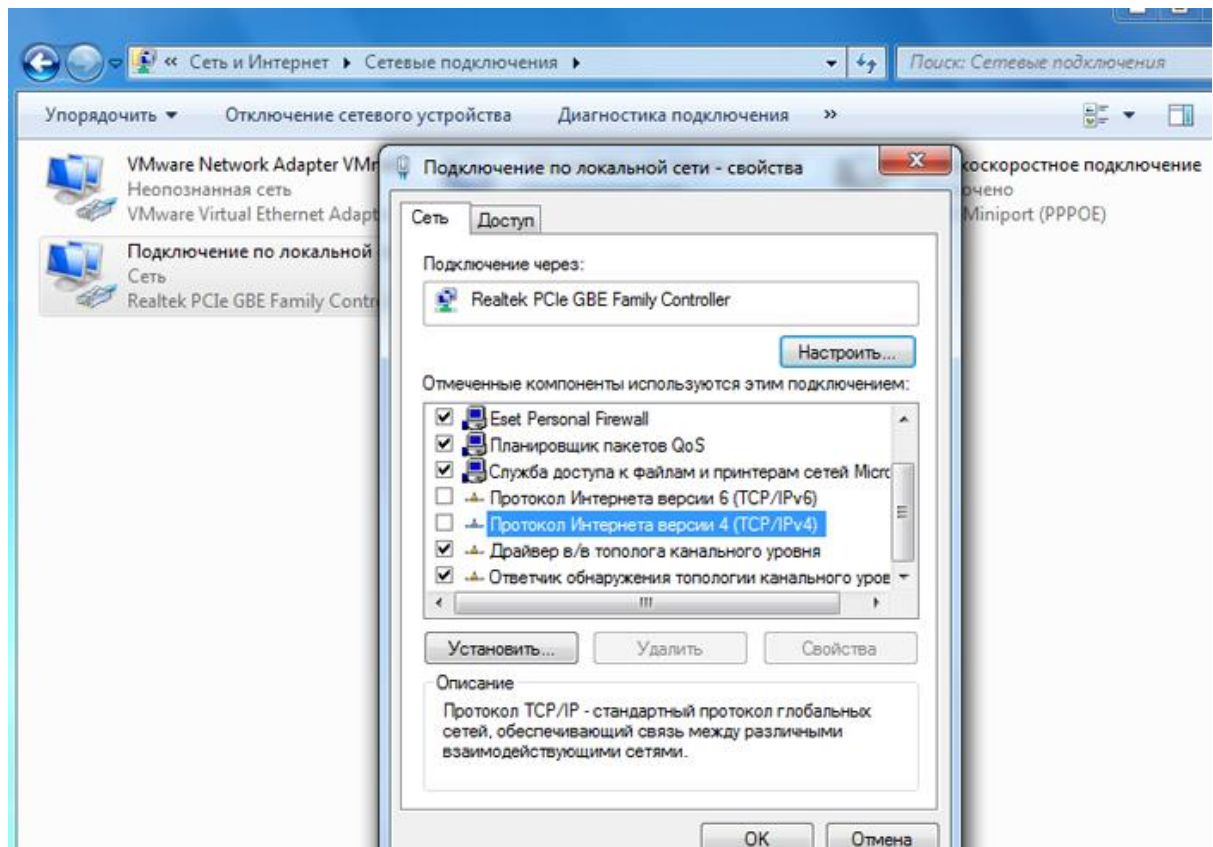 « Сеть и Интернет Сетевые подключения
Поиск: Сетевые подключения
Упорядочить Отключение сетевого устройства Диагностика подключения »
VMware Network Adapter
Неопознанная сеть
VMware Virtual Ethernet Adapt
Подключение по локальной
Сеть
Realtek PCIe GBE Family Contr
коскоростное подключение
очено
Miniport (PPPOE)
Подключение по локальной сети - свойства
Сеть Доступ
Подключение через:
Realtek PCIe GBE Family Controller
Настроить...
Отмеченные компоненты используются этим подключением:
Eset Personal Firewall
Планировщик пакетов QoS
Служба доступа к файлам и принтерам сетей Micrc
Протокол Интернета версии 6 (TCP/IPv6)
Протокол Интернета версии 4 (TCP/IPv4)
Драйвер в/в тополога канального уровня
Ответчик обнаружения топологии канального уров
Установить... Удалить Свойства
Описание
Протокол TCP/IP - стандартный протокол глобальных
сетей, обеспечивающий связь между различными
взаимодействующими сетями.
OK Отмена